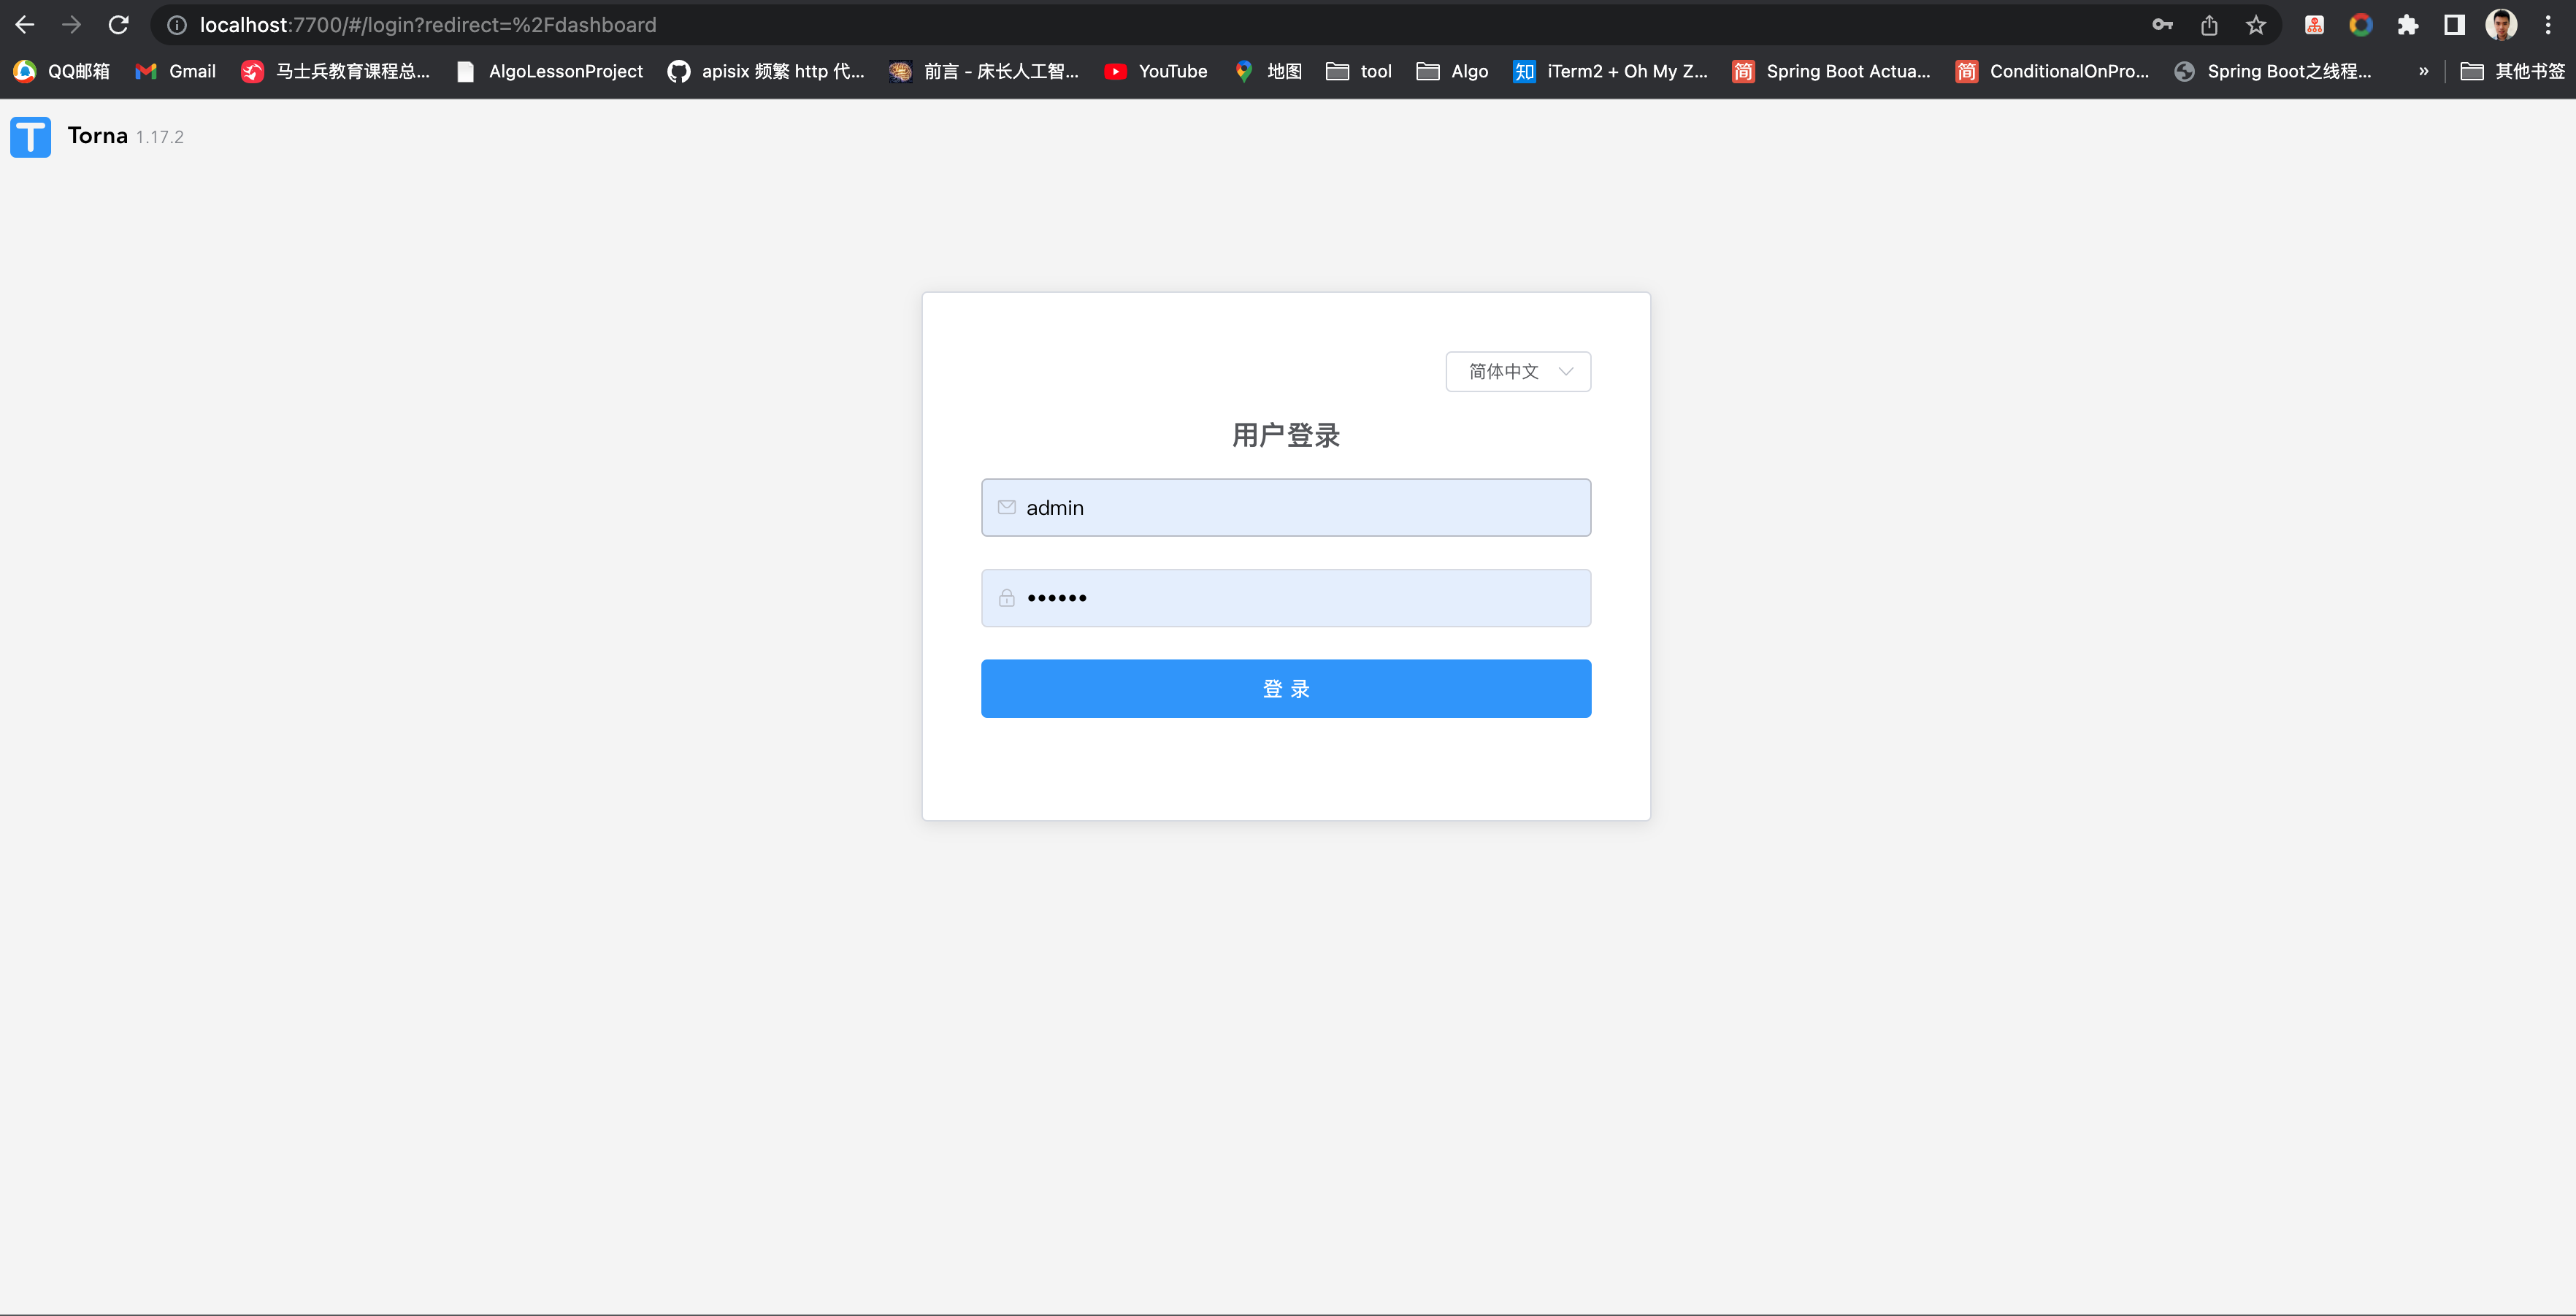 localhost:7700/#/login?redirect=%2Fdashboard
QQ邮箱 Gmail 马士兵教育课程总... AlgoLessonProject apisix 频繁 http 代... 前言 - 床长人工智... YouTube 地图 tool Algo 知 iTerm2 + Oh My Z... 简 Spring Boot Actua... 简 ConditionalOnPro... Spring Boot之线程... » 其他书签
T Torna 1.17.2
简体中文
用户登录
admin
••••••
登 录